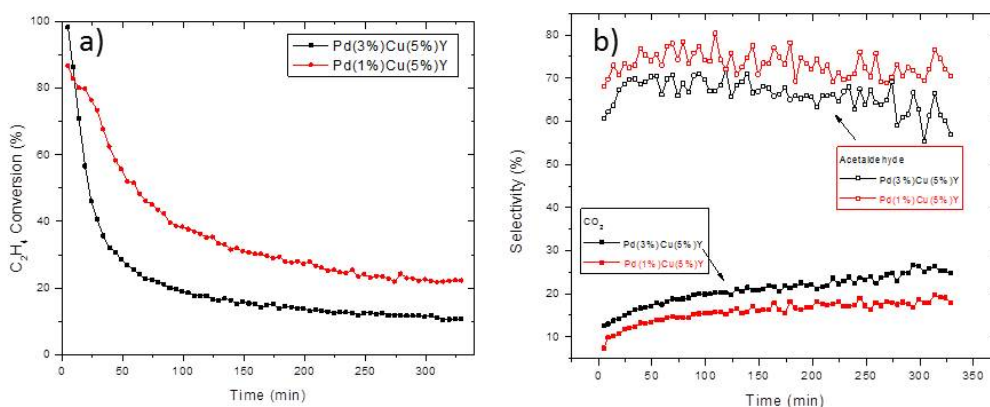 a)
Pd(3%)Cu(5%)Y
Pd(1%)Cu(5%)Y
100
80
60
40
20
0
C₂H₄ Conversion (%)
0
50
100
150
200
250
300
Time (min)
b)
80
70
60
50
40
30
20
10
Selectivity (%)
Acetaldehyde
Pd(3%)Cu(5%)Y
Pd(1%)Cu(5%)Y
CO₂
Pd(3%)Cu(5%)Y
Pd(1%)Cu(5%)Y
0
50
100
150
200
250
300
350
Time (min)